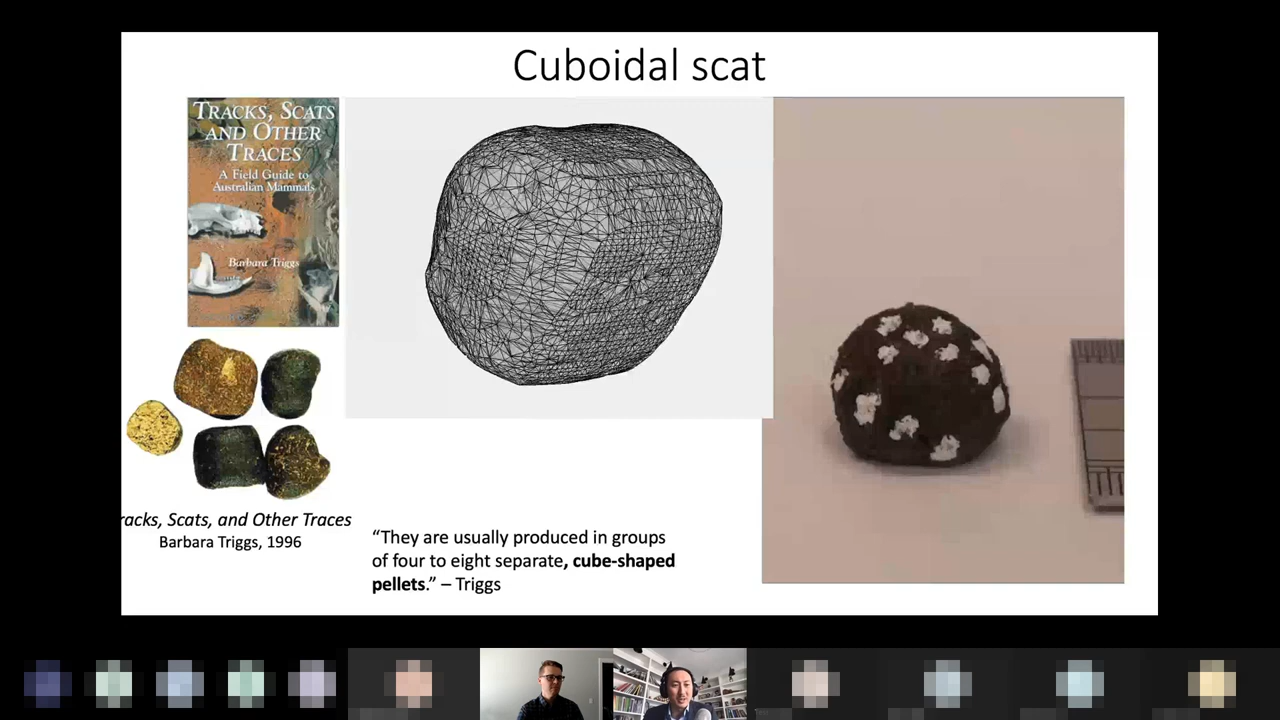 Cuboidal scat
TRACKS, SCATS
AND OTHER
TRACES
A Field Guide to
Australian Mammals
Barbara Triggs
racks, Scats, and Other Traces
Barbara Triggs, 1996
“They are usually produced in groups
of four to eight separate, cube-shaped
pellets.” – Triggs